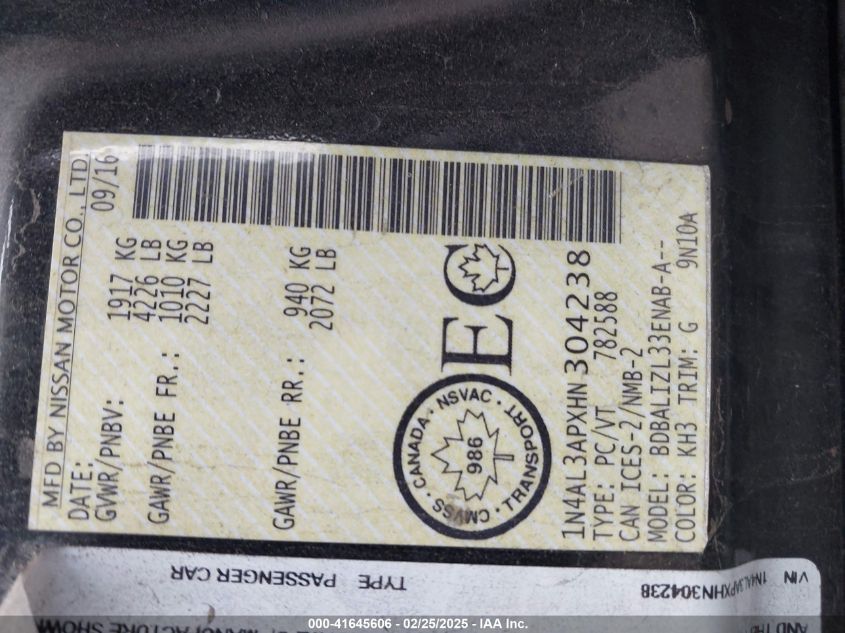 MFD BY NISSAN MOTOR CO., LTD.
DATE: 09/16
GVWR/PNBV: 1917 KG
4226 LB
GAWR/PNBE FR.: 1010 KG
2227 LB
GAWR/PNBE RR.: 940 KG
2072 LB
CMVSS · CANADA · NSVAC · TRANSPORT
986
EC
1N4AL3APXHN304238
TYPE: PC/VT 782588
CAN ICES-2/NMB-2
MODEL: BDBALIZL33ENAB-A--
COLOR: KH3 TRIM: G 9N10A
VIN 1N4AL3APXHN304238
TYPE PASSENGER CAR
MANUFACTURE SHOW
000-41645606 - 02/25/2025 - IAA Inc.